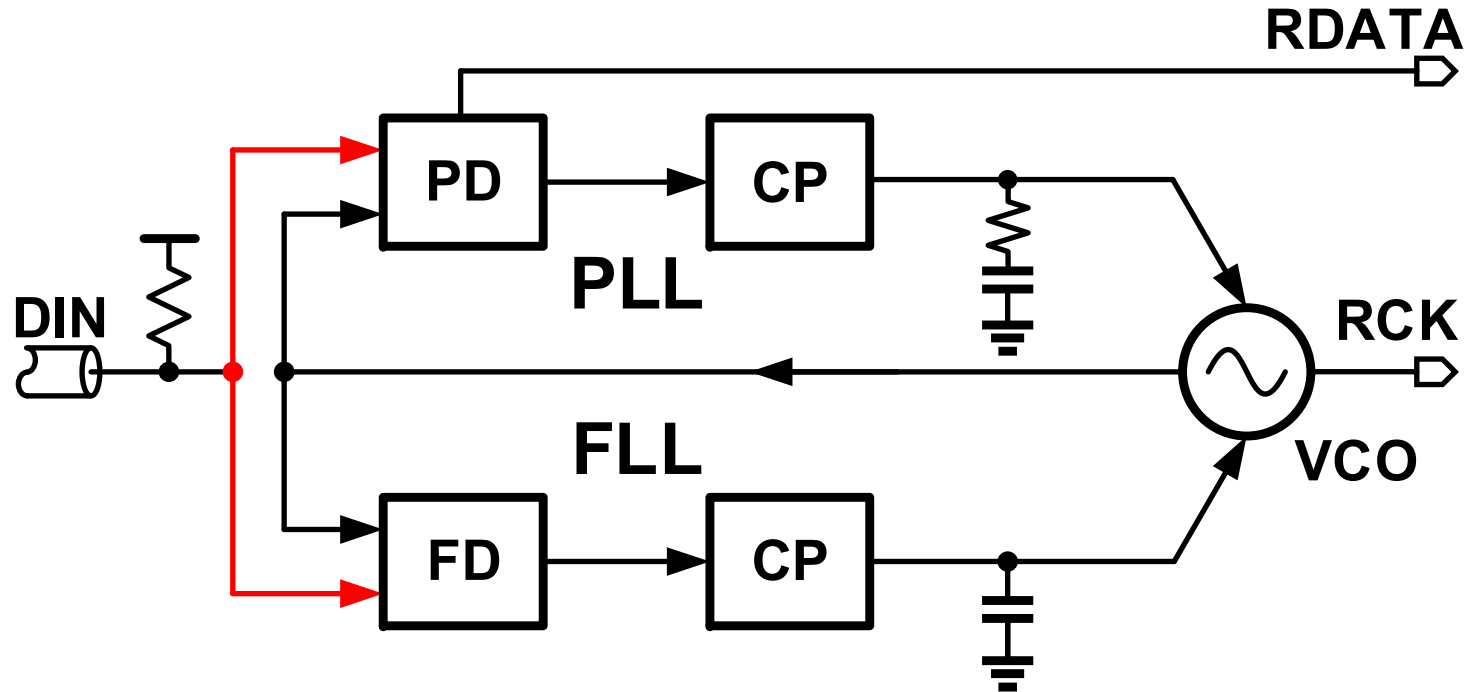 RDATA
PD
CP
PLL
DIN
RCK
FLL
VCO
FD
CP